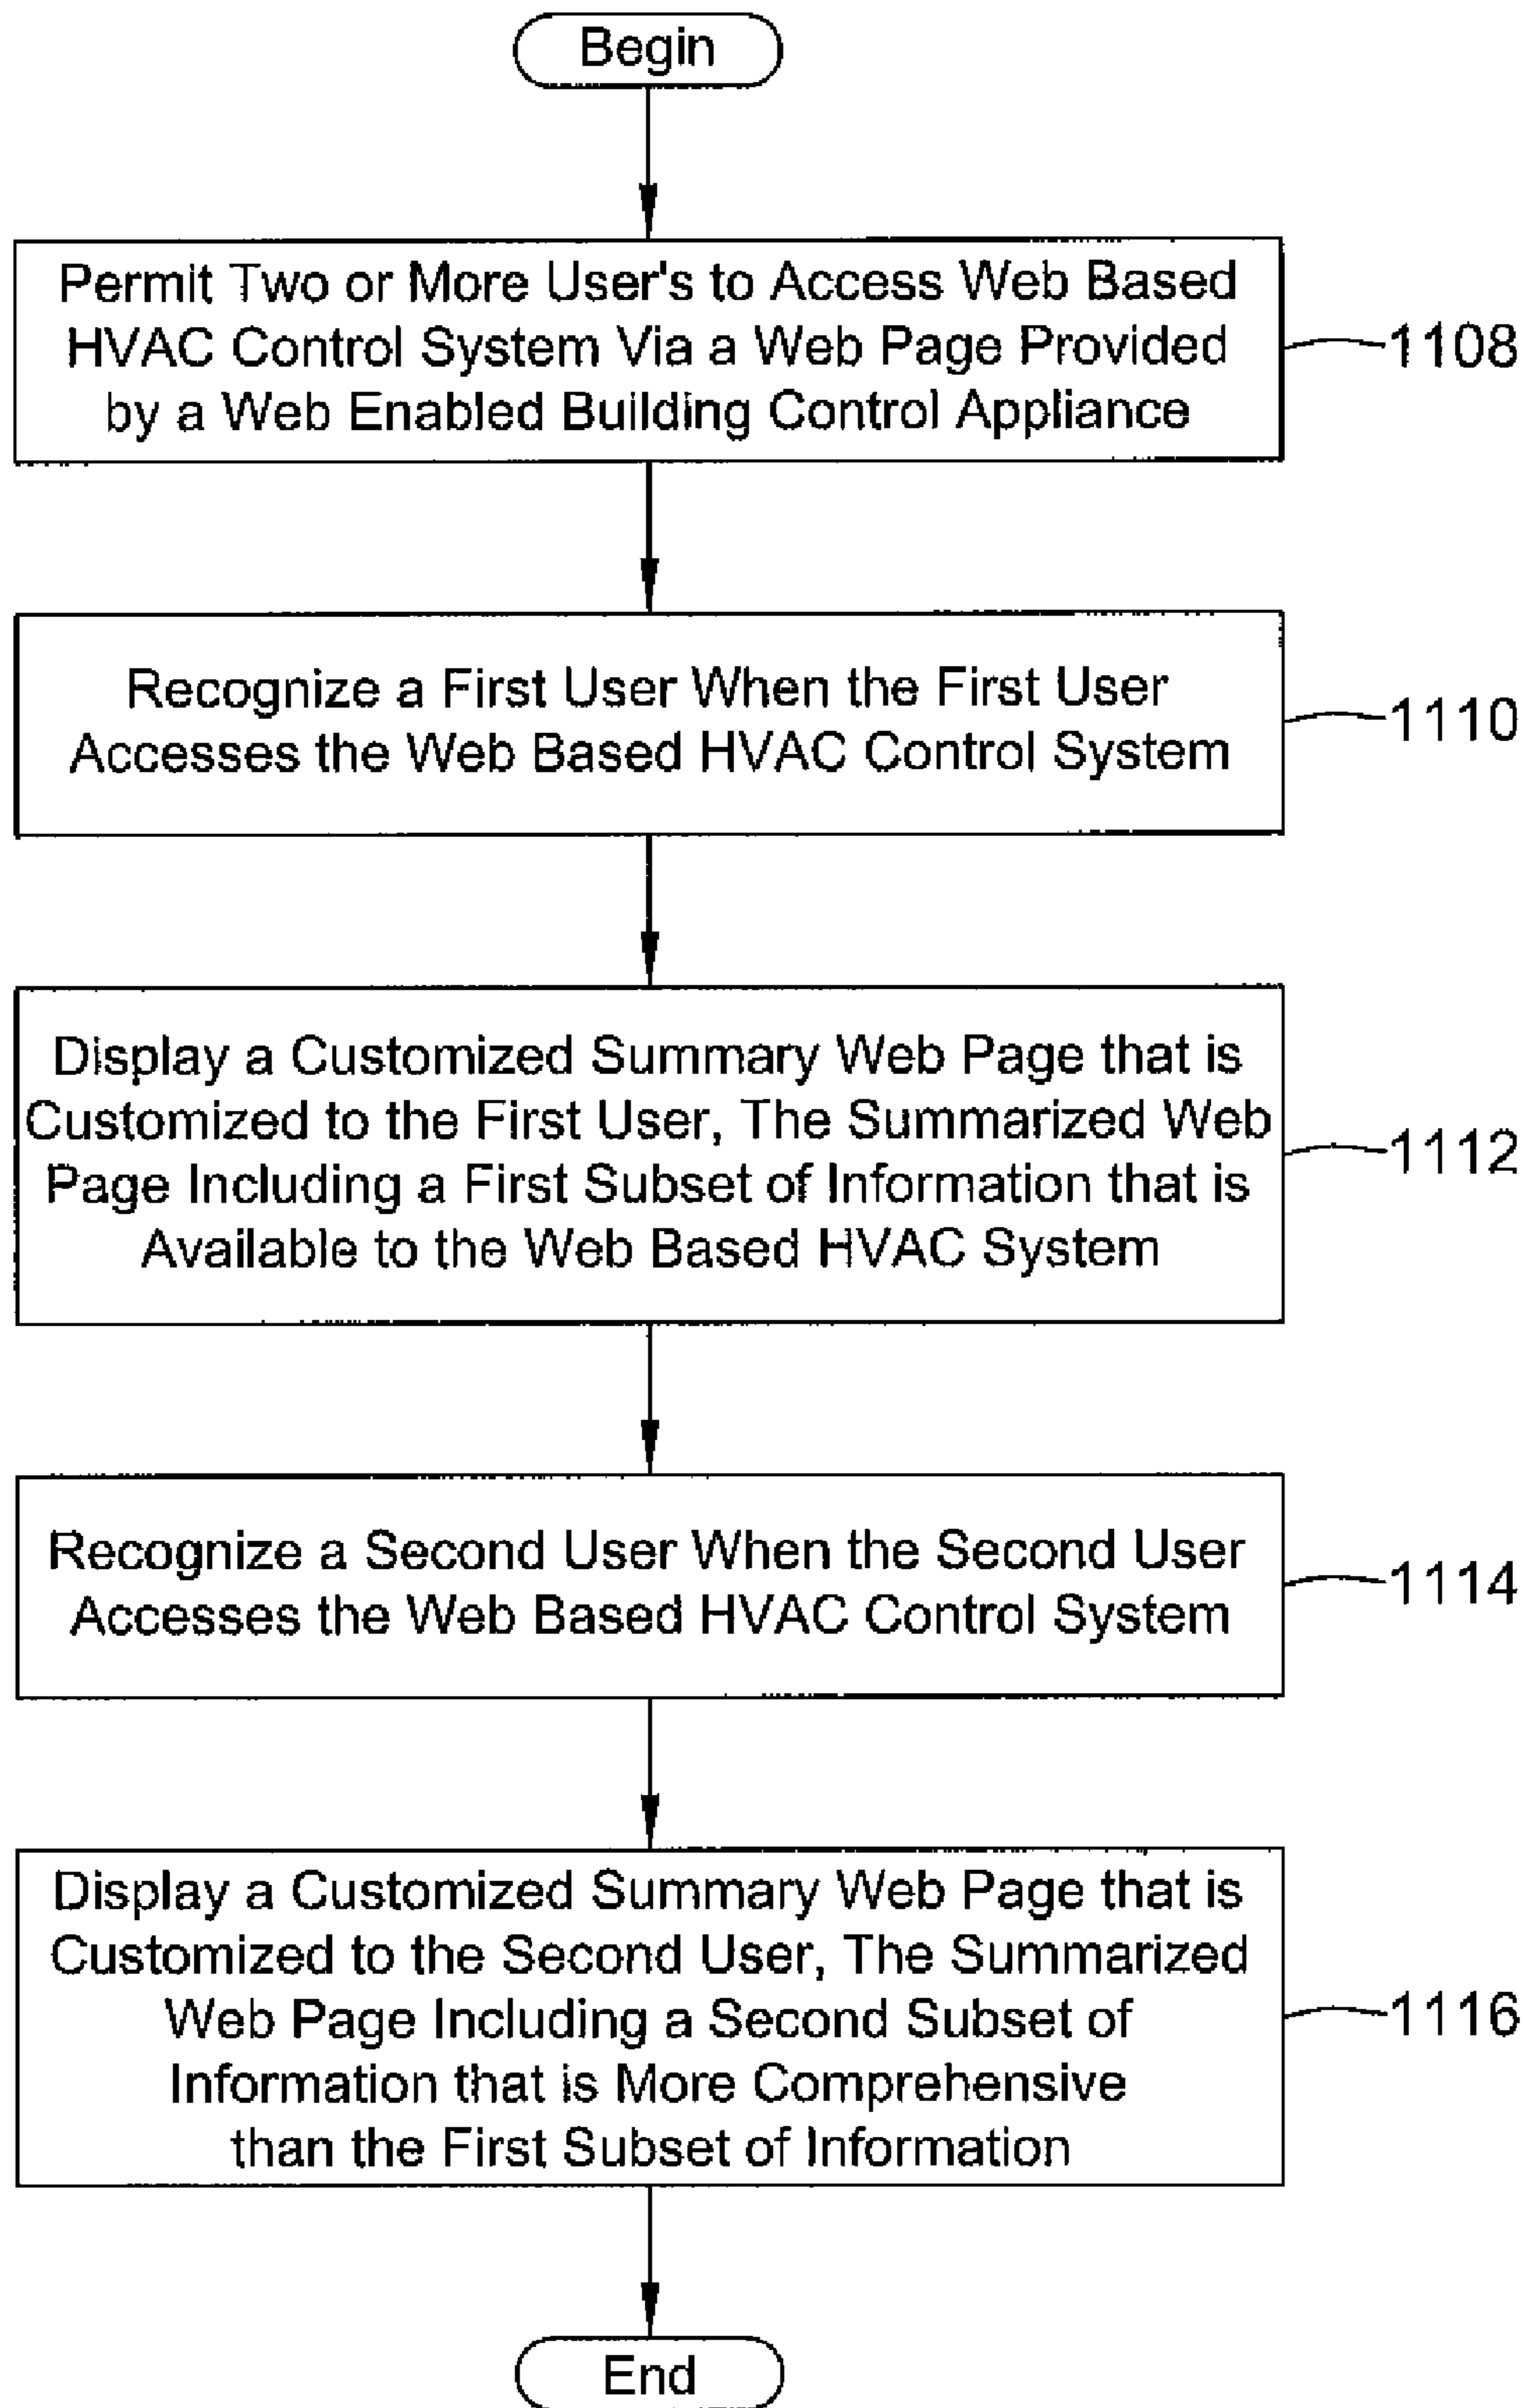 Begin
Permit Two or More User's to Access Web Based
HVAC Control System Via a Web Page Provided
by a Web Enabled Building Control Appliance
1108
Recognize a First User When the First User
Accesses the Web Based HVAC Control System
1110
Display a Customized Summary Web Page that is
Customized to the First User, The Summarized Web
Page Including a First Subset of Information that is
Available to the Web Based HVAC System
1112
Recognize a Second User When the Second User
Accesses the Web Based HVAC Control System
1114
Display a Customized Summary Web Page that is
Customized to the Second User, The Summarized
Web Page Including a Second Subset of
Information that is More Comprehensive
than the First Subset of Information
1116
End